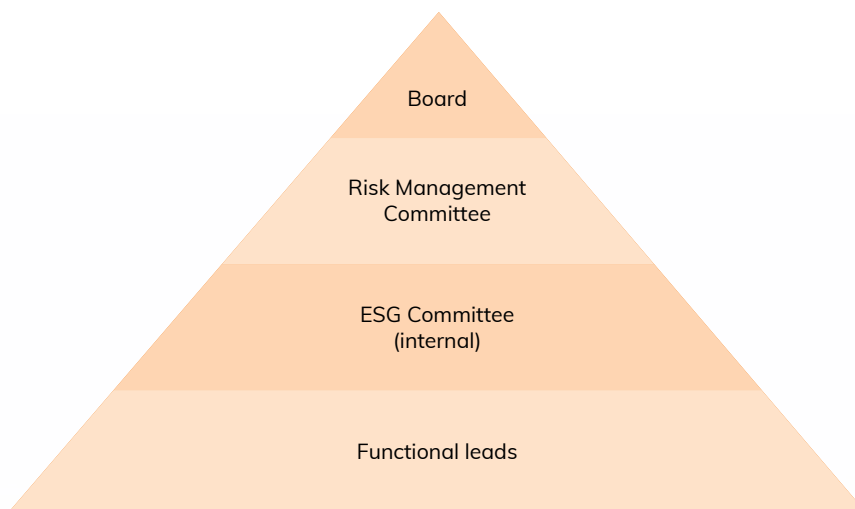 Board
Risk Management
Committee
ESG Committee
(internal)
Functional leads